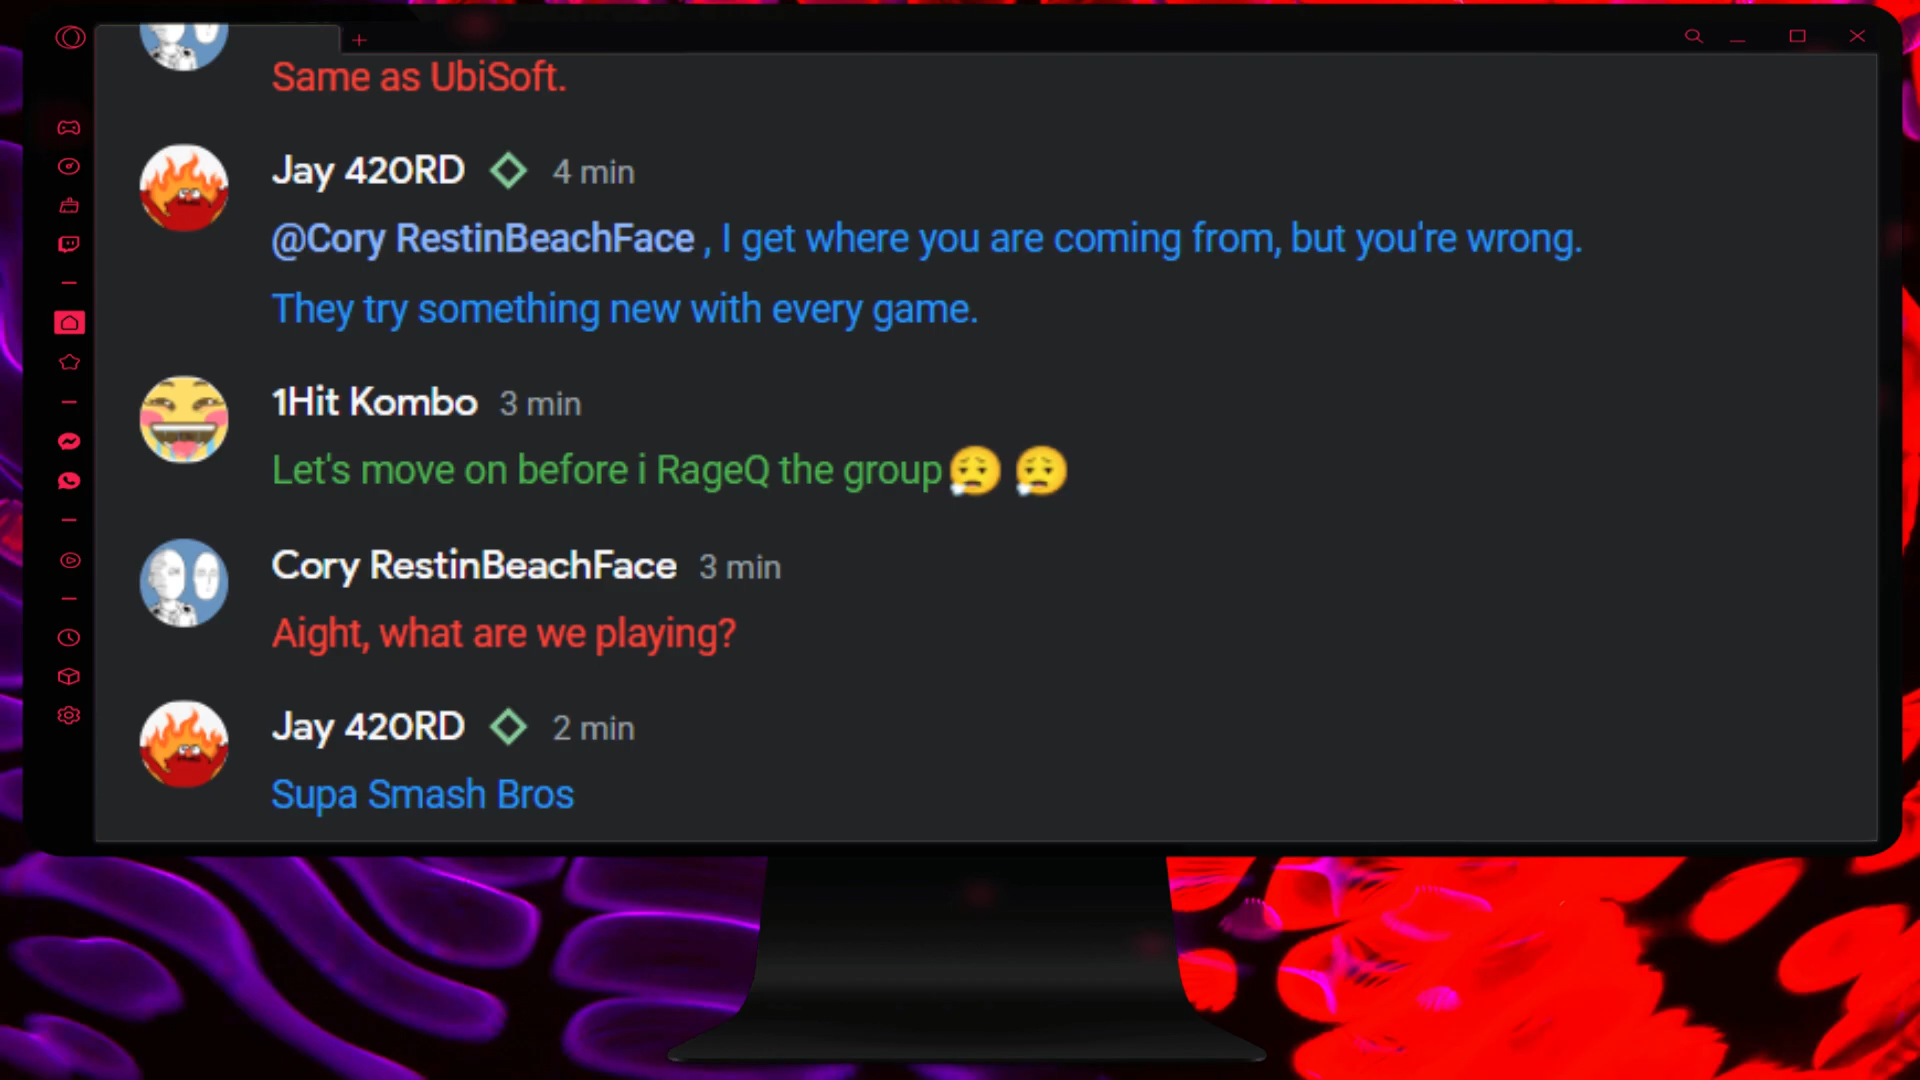 Same as UbiSoft.
Jay 420RD 4 min
@Cory RestinBeachFace , I get where you are coming from, but you're wrong.
They try something new with every game.
1Hit Kombo 3 min
Let's move on before i RageQ the group😮‍💨 😮‍💨
Cory RestinBeachFace 3 min
Aight, what are we playing?
Jay 420RD 2 min
Supa Smash Bros